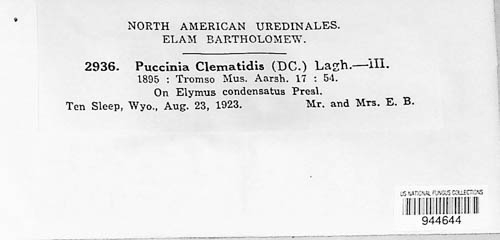 NORTH AMERICAN UREDINALES.
ELAM BARTHOLOMEW.
2936. Puccinia Clematidis (DC.) Lagh.—III.
1895 : Tromso Mus. Aarsh. 17 : 54.
On Elymus condensatus Presl.
Ten Sleep, Wyo., Aug. 23, 1923. Mr. and Mrs. E. B.
US NATIONAL FUNGUS COLLECTIONS
944644